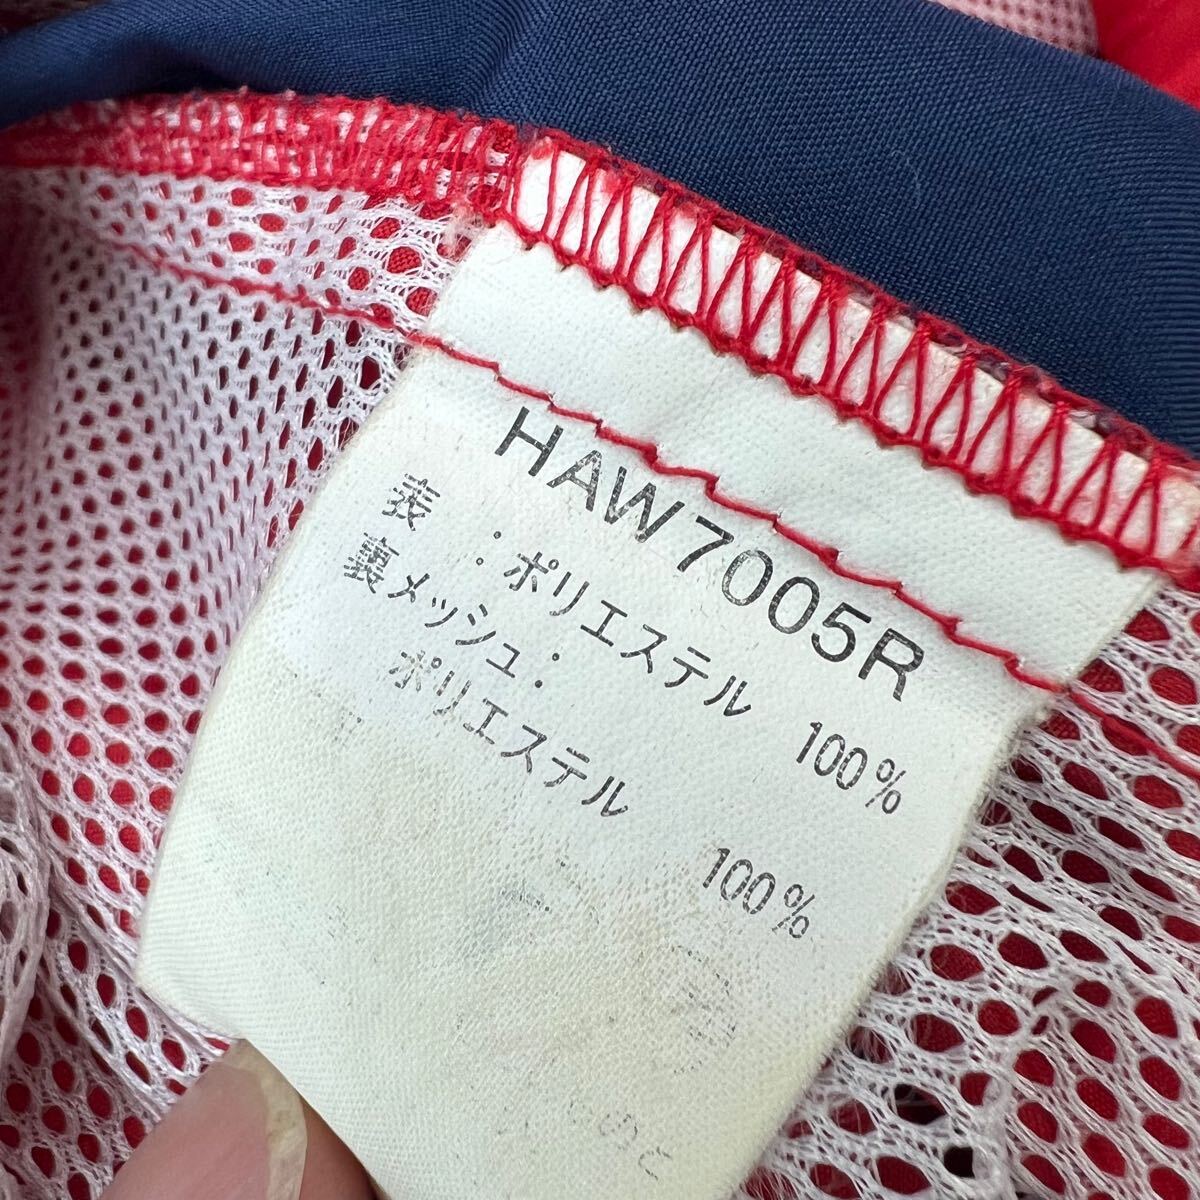 HAW7005R
表 : ポリエステル 100%
裏メッシュ :
ポリエステル 100%